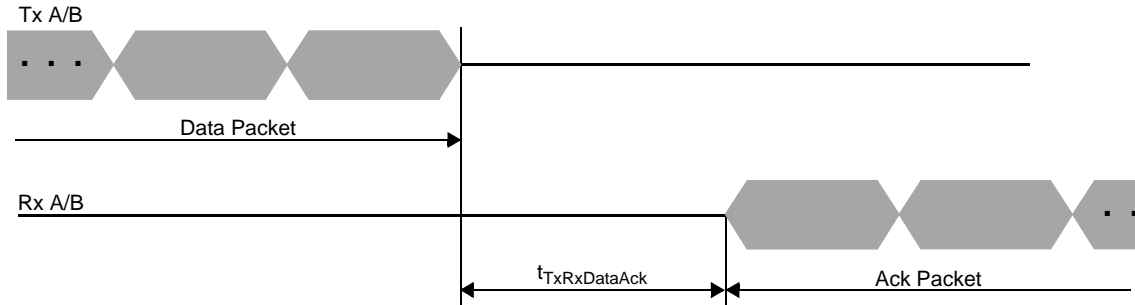 Tx A/B
. . .
Data Packet
Rx A/B
. .
tTxRxDataAck
Ack Packet